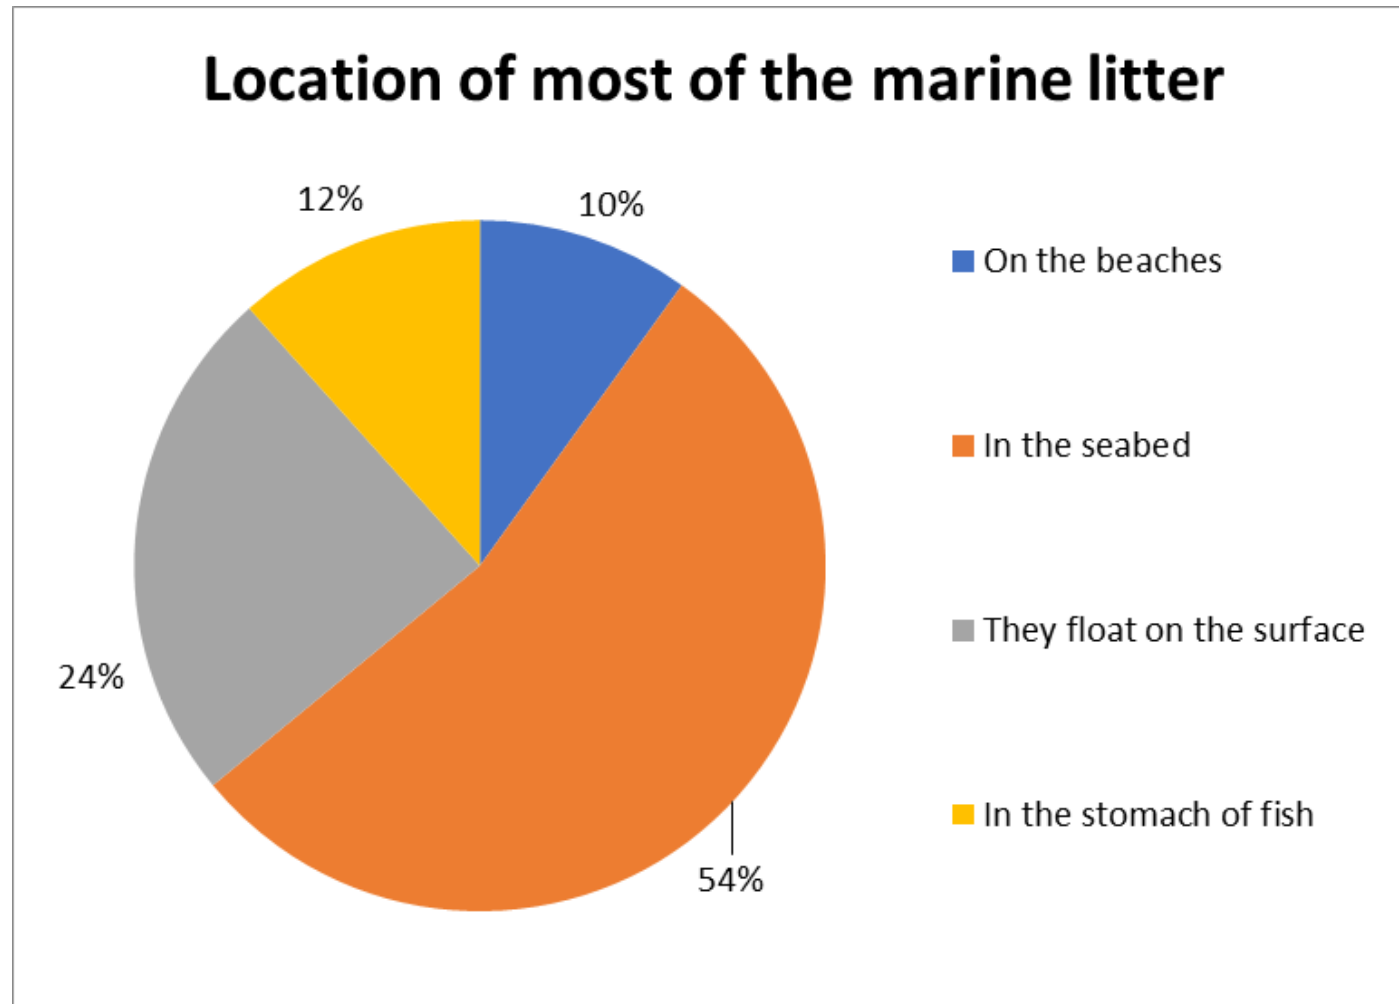 Location of most of the marine litter
12%
10%
24%
54%
On the beaches
In the seabed
They float on the surface
In the stomach of fish